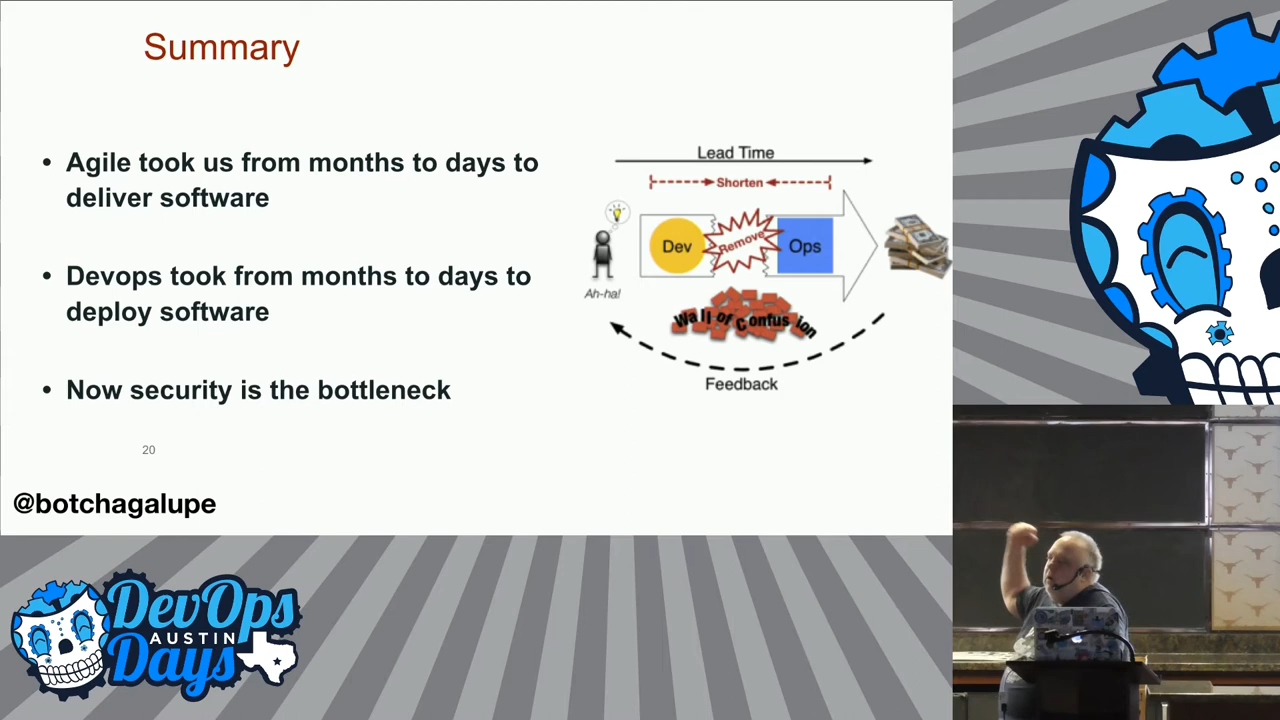 Summary
• Agile took us from months to days to
deliver software
• Devops took from months to days to
deploy software
• Now security is the bottleneck
20
@botchagalupe
Lead Time
Shorten
Dev
Remove
Ops
Ah-ha!
Wall of Confusion
Feedback
DevOps
AUSTIN
Days